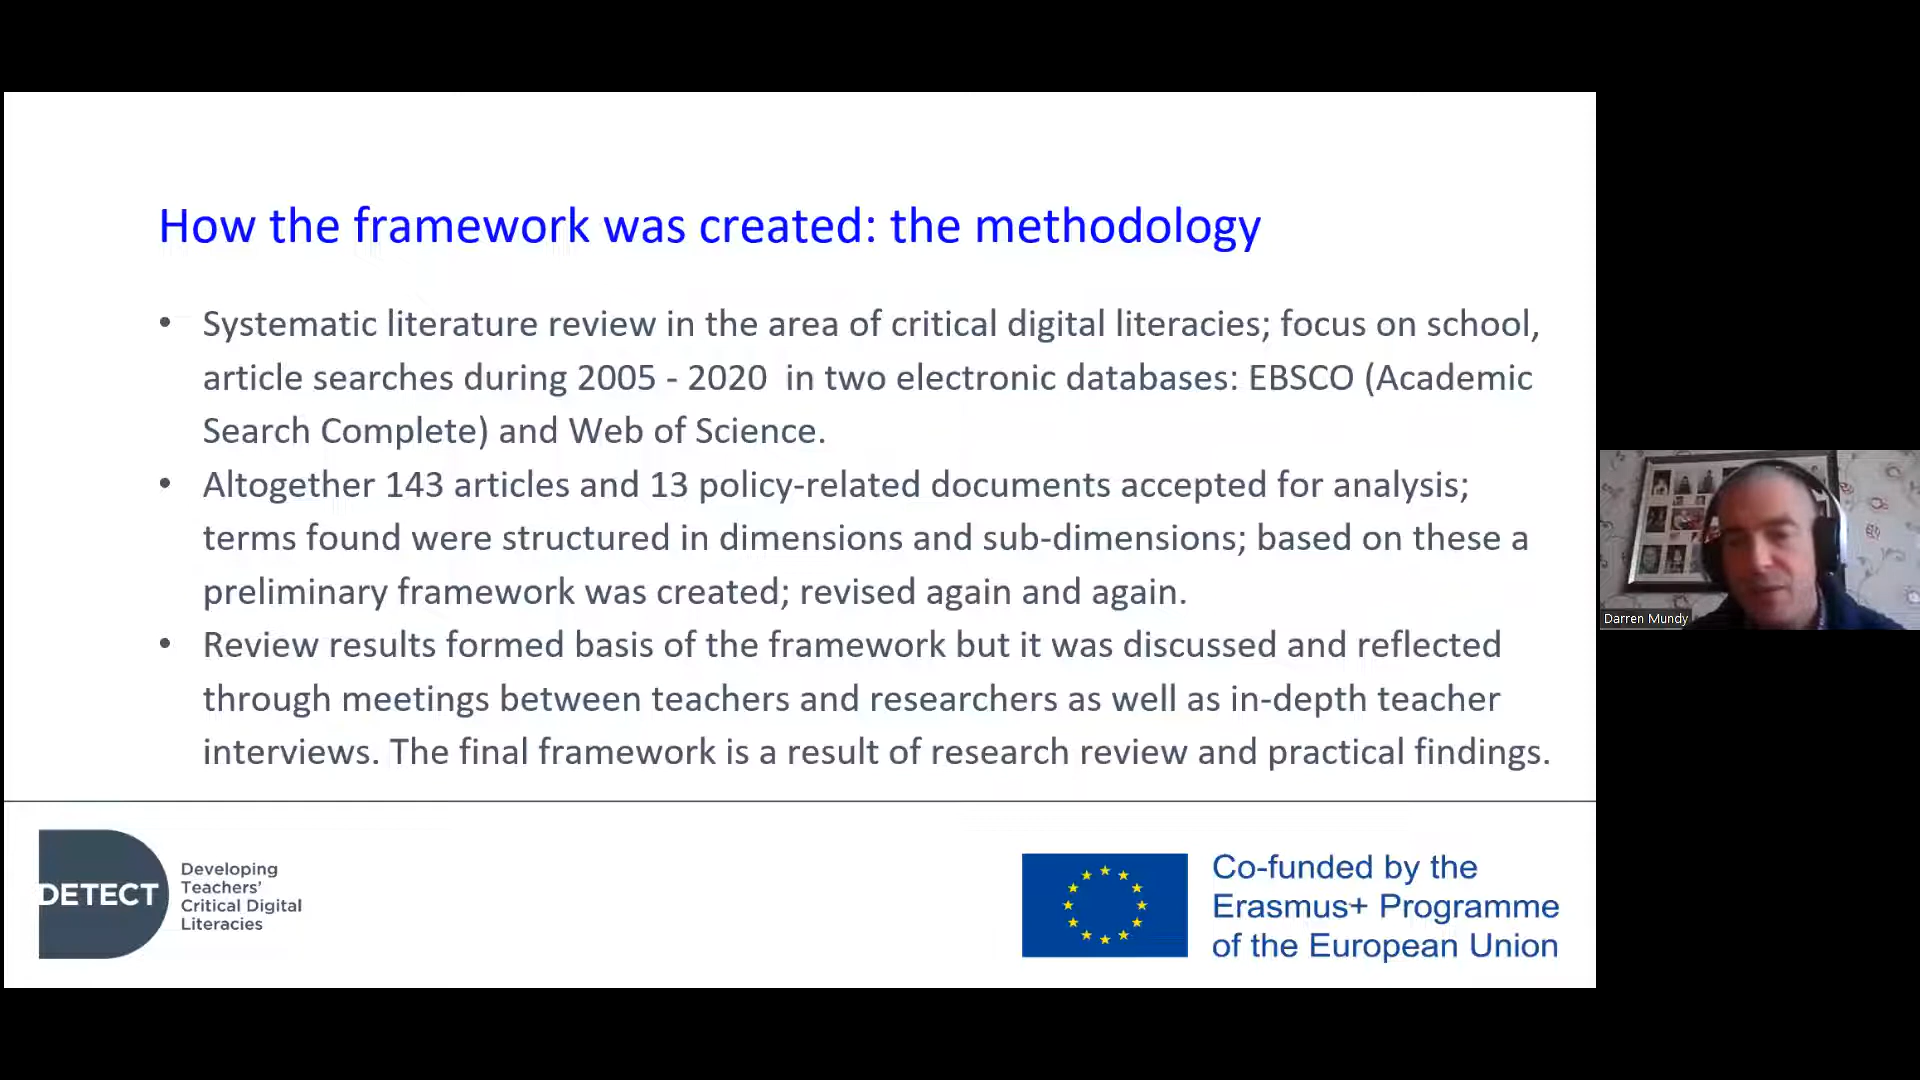 How the framework was created: the methodology
• Systematic literature review in the area of critical digital literacies; focus on school,
article searches during 2005 - 2020  in two electronic databases: EBSCO (Academic
Search Complete) and Web of Science.
• Altogether 143 articles and 13 policy-related documents accepted for analysis;
terms found were structured in dimensions and sub-dimensions; based on these a
preliminary framework was created; revised again and again.
• Review results formed basis of the framework but it was discussed and reflected
through meetings between teachers and researchers as well as in-depth teacher
interviews. The final framework is a result of research review and practical findings.
Darren Mundy
DETECT
Developing
Teachers'
Critical Digital
Literacies
Co-funded by the
Erasmus+ Programme
of the European Union